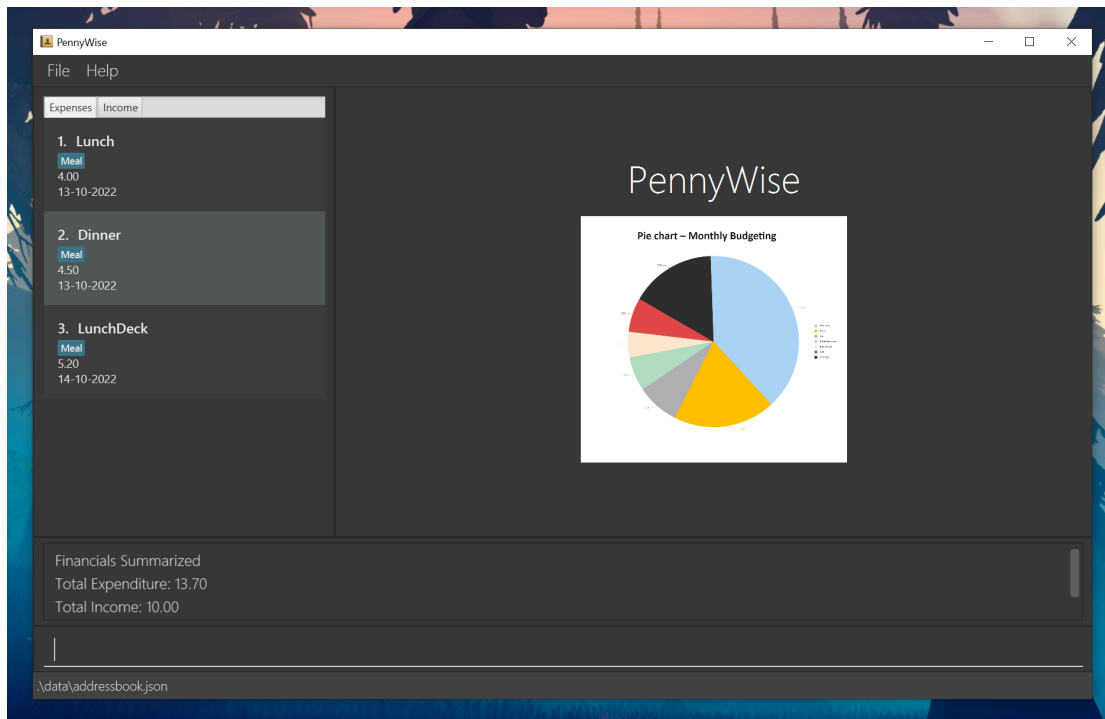 PennyWise
File Help
Expenses Income
1. Lunch
Meal
4.00
13-10-2022
2. Dinner
Meal
4.50
13-10-2022
3. LunchDeck
Meal
5.20
14-10-2022
PennyWise
Pie chart – Monthly Budgeting
Financials Summarized
Total Expenditure: 13.70
Total Income: 10.00
.\data\addressbook.json